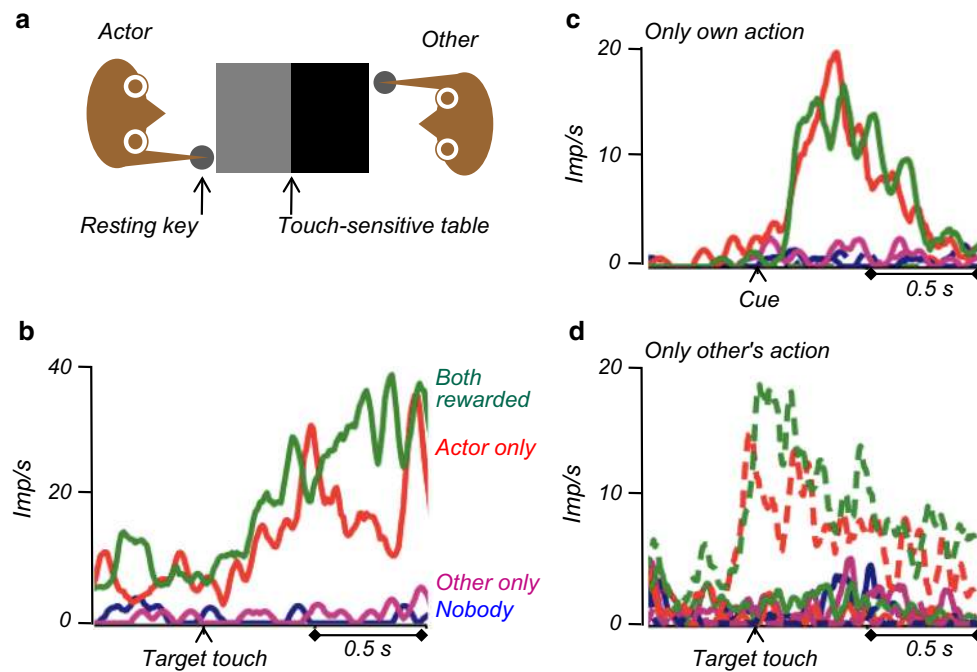 a
Actor
Other
Resting key
Touch-sensitive table
b
40
20
0
Imp/s
Both
rewarded
Actor only
Other only
Nobody
Target touch
0.5 s
c
Only own action
20
10
0
Imp/s
Cue
0.5 s
d
Only other's action
20
10
0
Imp/s
Target touch
0.5 s